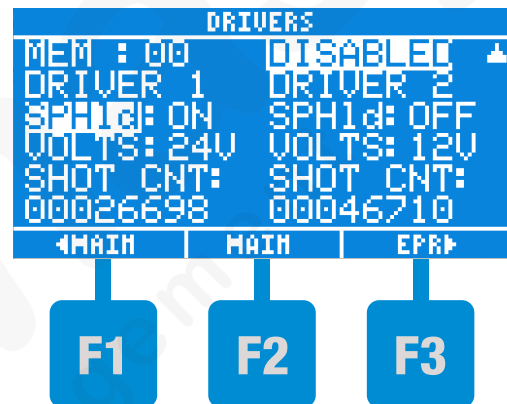 DRIVERS
MEM :00 DISABLED
DRIVER 1 DRIVER 2
SPHld: ON SPHld: OFF
VOLTS: 24V VOLTS: 12V
SHOT CNT: SHOT CNT:
00026698 00046710
◀MAIN MAIN EPR▶
F1 F2 F3